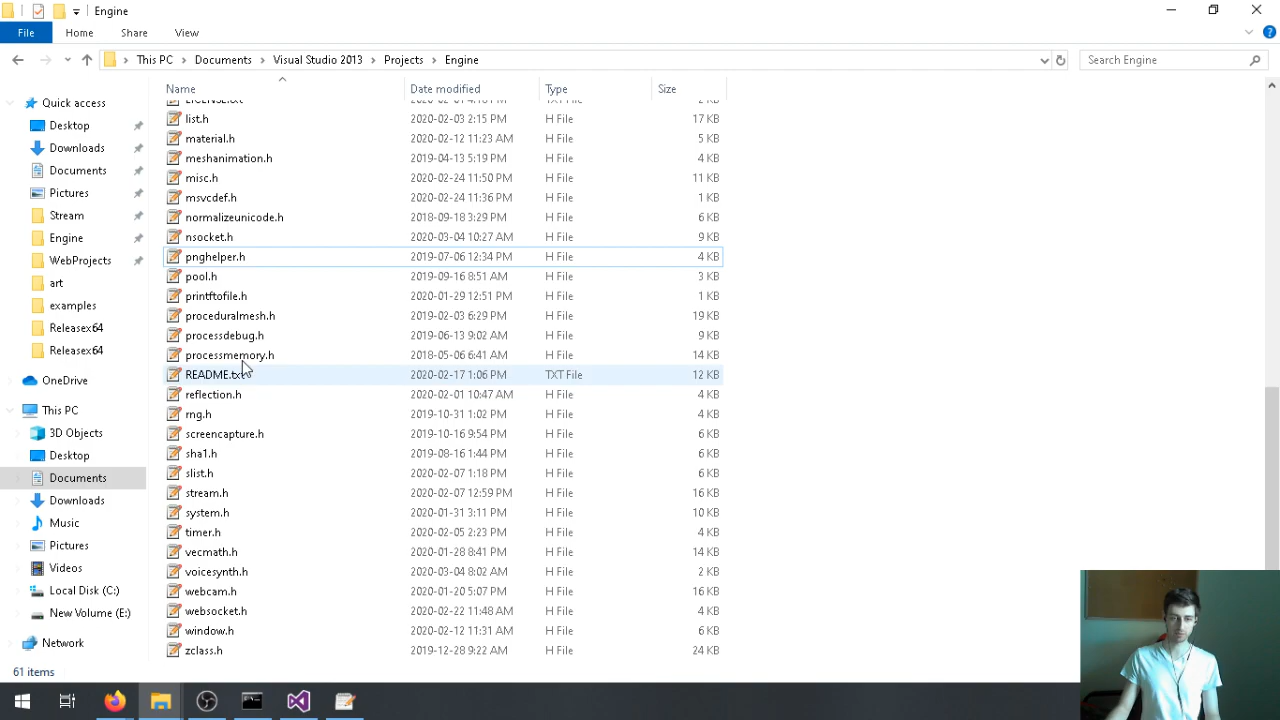 Engine
File Home Share View
This PC Documents Visual Studio 2013 Projects Engine Search Engine
Name Date modified Type Size
Quick access
Desktop
Downloads
Documents
Pictures
Stream
Engine
WebProjects
art
examples
Releasex64
Releasex64
OneDrive
This PC
3D Objects
Desktop
Documents
Downloads
Music
Pictures
Videos
Local Disk (C:)
New Volume (E:)
Network
list.h 2020-02-03 2:15 PM H File 17 KB
material.h 2020-02-12 11:23 AM H File 5 KB
meshanimation.h 2019-04-13 5:19 PM H File 4 KB
misc.h 2020-02-24 11:50 PM H File 11 KB
msvcdef.h 2020-02-24 11:36 PM H File 1 KB
normalizeunicode.h 2018-09-18 3:29 PM H File 6 KB
nsocket.h 2020-03-04 10:27 AM H File 9 KB
pnghelper.h 2019-07-06 12:34 PM H File 4 KB
pool.h 2019-09-16 8:51 AM H File 3 KB
printftofile.h 2020-01-29 12:51 PM H File 1 KB
proceduralmesh.h 2019-02-03 6:29 PM H File 19 KB
processdebug.h 2019-06-13 9:02 AM H File 9 KB
processmemory.h 2018-05-06 6:41 AM H File 14 KB
README.txt 2020-02-17 1:06 PM TXT File 12 KB
reflection.h 2020-02-01 10:47 AM H File 4 KB
rng.h 2019-10-31 1:02 PM H File 4 KB
screencapture.h 2019-10-16 9:54 PM H File 6 KB
sha1.h 2019-08-16 1:44 PM H File 6 KB
slist.h 2020-02-07 1:18 PM H File 6 KB
stream.h 2020-02-07 12:59 PM H File 16 KB
system.h 2020-01-31 3:11 PM H File 10 KB
timer.h 2020-02-05 2:23 PM H File 4 KB
vecmath.h 2020-01-28 8:41 PM H File 14 KB
voicesynth.h 2020-03-04 8:02 AM H File 2 KB
webcam.h 2020-01-20 5:07 PM H File 16 KB
websocket.h 2020-02-22 11:48 AM H File 4 KB
window.h 2020-02-12 11:31 AM H File 6 KB
zclass.h 2019-12-28 9:22 AM H File 24 KB
61 items